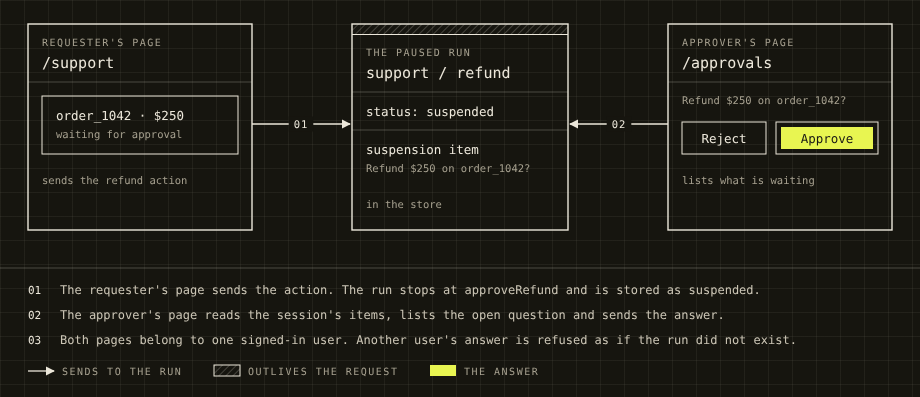 REQUESTER'S PAGE
/support
order_1042 · $250
waiting for approval
sends the refund action
01
THE PAUSED RUN
support / refund
status: suspended
suspension item
Refund $250 on order_1042?
in the store
02
APPROVER'S PAGE
/approvals
Refund $250 on order_1042?
Reject
Approve
lists what is waiting
01 The requester's page sends the action. The run stops at approveRefund and is stored as suspended.
02 The approver's page reads the session's items, lists the open question and sends the answer.
03 Both pages belong to one signed-in user. Another user's answer is refused as if the run did not exist.
SENDS TO THE RUN
OUTLIVES THE REQUEST
THE ANSWER